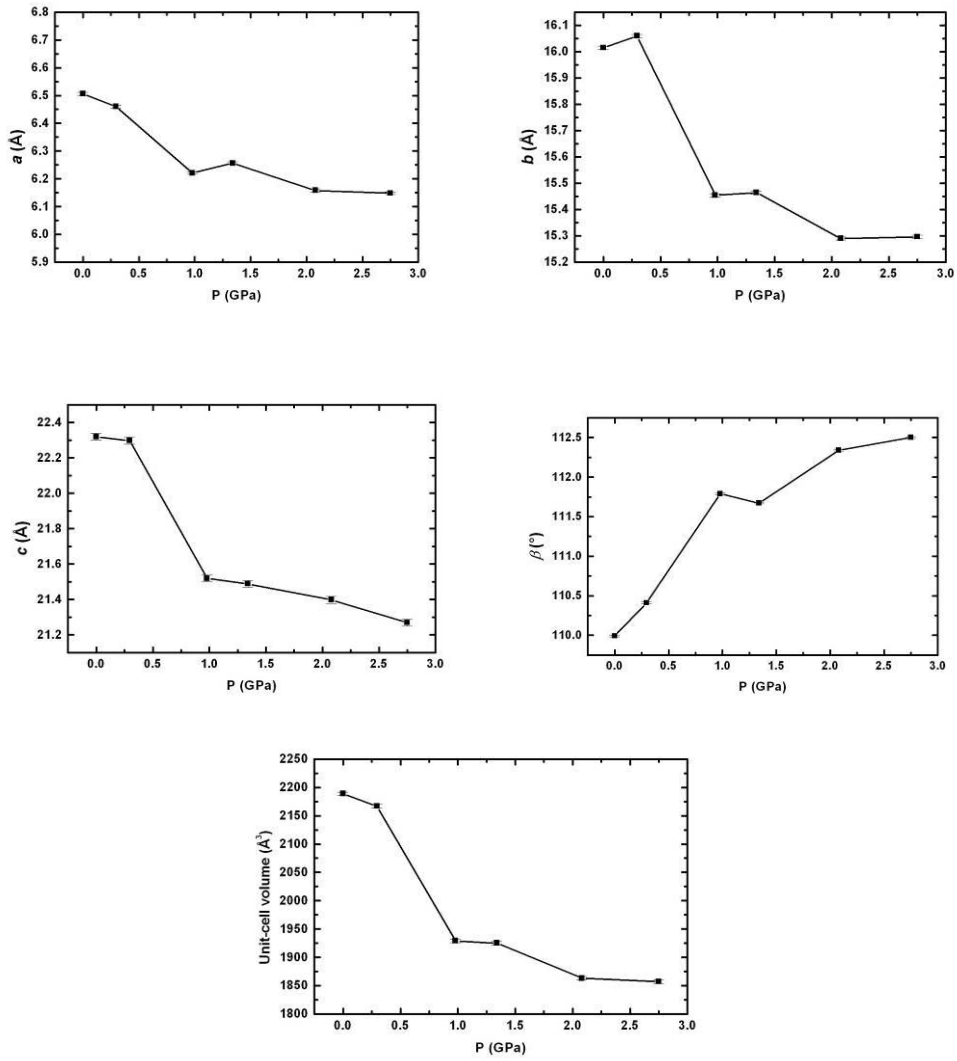 6.8
6.7
6.6
6.5
6.4
6.3
6.2
6.1
6.0
5.9
a (Å)
0.0 0.5 1.0 1.5 2.0 2.5 3.0
P (GPa)
16.1
16.0
15.9
15.8
15.7
15.6
15.5
15.4
15.3
15.2
b (Å)
0.0 0.5 1.0 1.5 2.0 2.5 3.0
P (GPa)
22.4
22.2
22.0
21.8
21.6
21.4
21.2
c (Å)
0.0 0.5 1.0 1.5 2.0 2.5 3.0
P (GPa)
112.5
112.0
111.5
111.0
110.5
110.0
β (°)
0.0 0.5 1.0 1.5 2.0 2.5 3.0
P (GPa)
2250
2200
2150
2100
2050
2000
1950
1900
1850
1800
Unit-cell volume (Å³)
0.0 0.5 1.0 1.5 2.0 2.5 3.0
P (GPa)